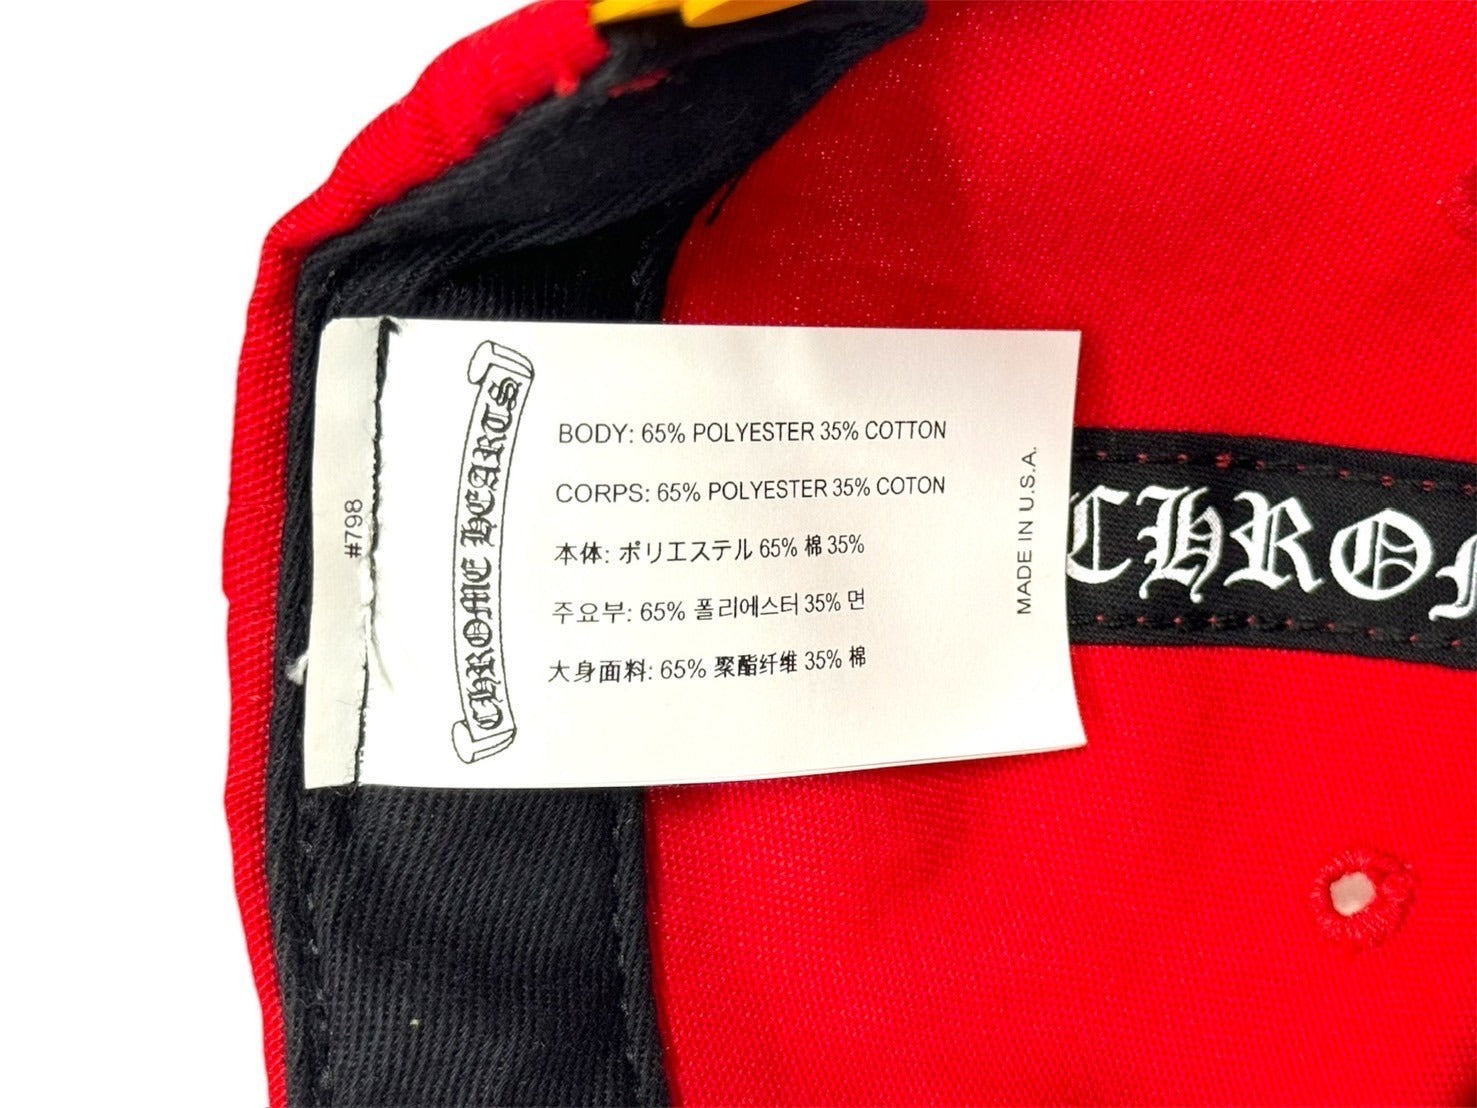 #798
CHROME HEARTS
BODY: 65% POLYESTER 35% COTTON
CORPS: 65% POLYESTER 35% COTON
本体: ポリエステル 65% 棉 35%
주요부: 65% 폴리에스터 35% 면
大身面料: 65% 聚酯纤维 35% 棉
MADE IN U.S.A.
CHRO